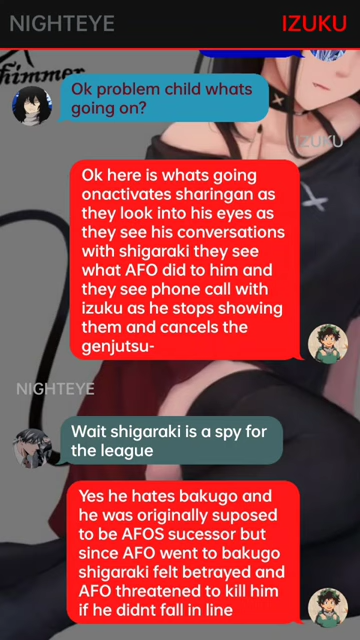 NIGHTEYE
IZUKU
himmer
Ok problem child whats
going on?
IZUKU
Ok here is whats going
onactivates sharingan as
they look into his eyes as
they see his conversations
with shigaraki they see
what AFO did to him and
they see phone call with
izuku as he stops showing
them and cancels the
genjutsu-
NIGHTEYE
Wait shigaraki is a spy for
the league
Yes he hates bakugo and
he was originally suposed
to be AFOS sucessor but
since AFO went to bakugo
shigaraki felt betrayed and
AFO threatened to kill him
if he didnt fall in line